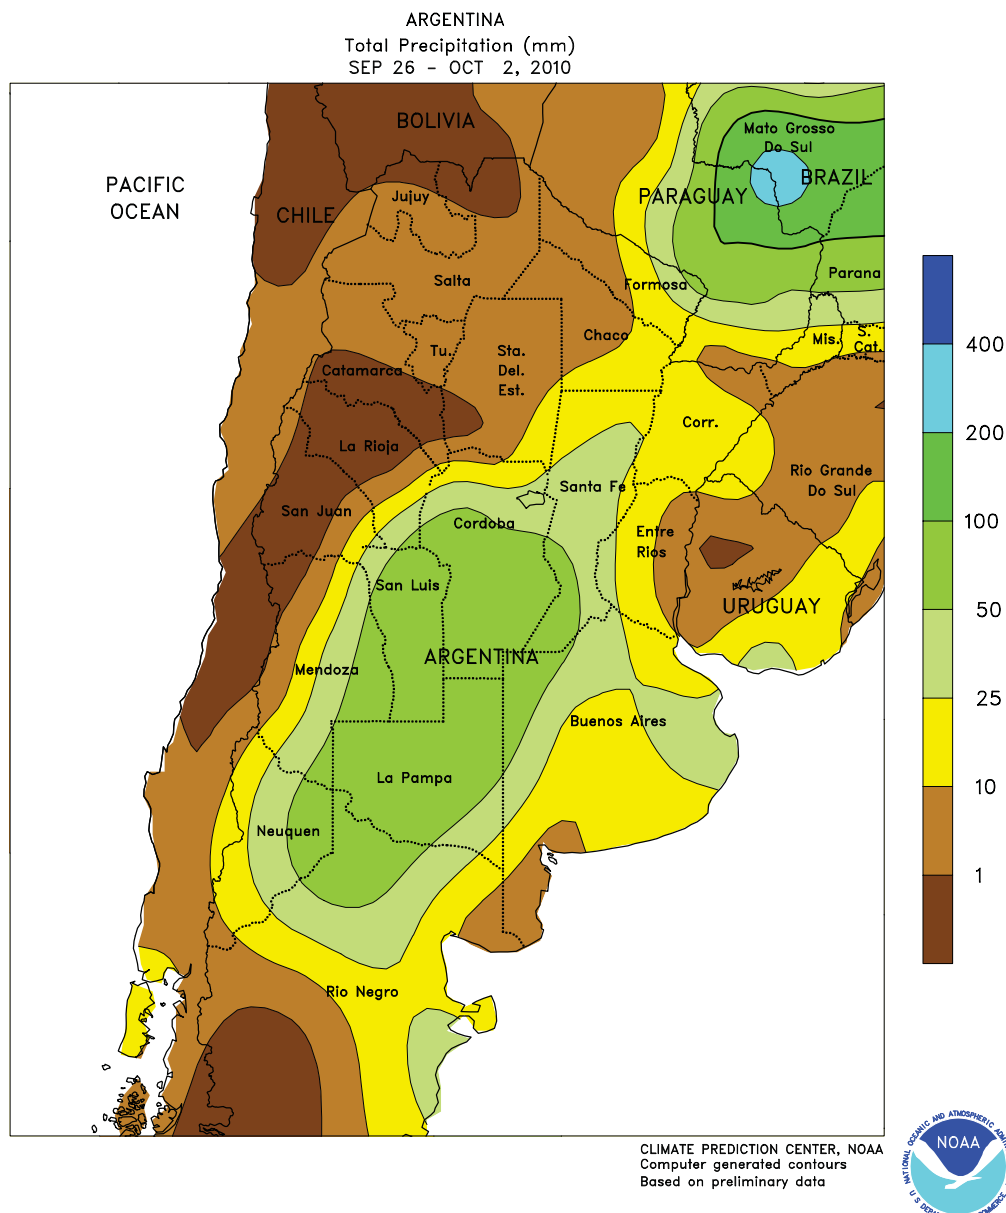 ARGENTINA
Total Precipitation (mm)
SEP 26 - OCT 2, 2010
BOLIVIA
Mato Grosso
Do Sul
PACIFIC
OCEAN
BRAZIL
PARAGUAY
Jujuy
CHILE
Salta
Formosa
Parana
Chaco
Mis.
S.
Cat.
Tu.
Sta.
Del.
Est.
Catamarca
400
Corr.
La Rioja
200
Rio Grande
Do Sul
Santa Fe
San Juan
Cordoba
100
Entre
Rios
San Luis
URUGUAY
50
ARGENTINA
Mendoza
25
Buenos Aires
La Pampa
10
Neuquen
1
Rio Negro
CLIMATE PREDICTION CENTER, NOAA
Computer generated contours
Based on preliminary data
NATIONAL OCEANIC AND ATMOSPHERIC
NOAA